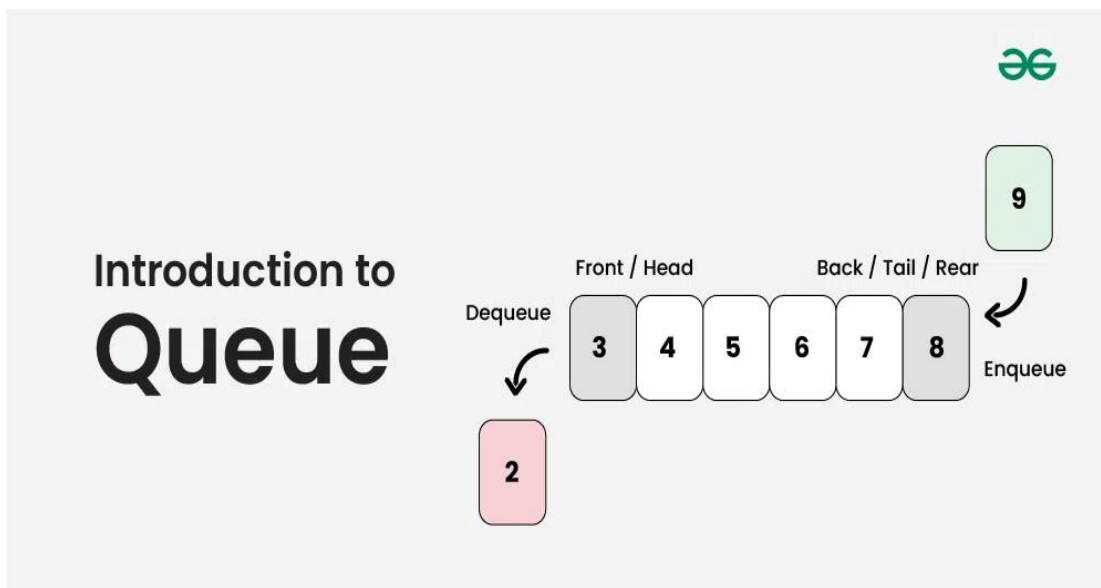 Introduction to
Queue
9
Front / Head
Back / Tail / Rear
Dequeue
3 4 5 6 7 8
Enqueue
2